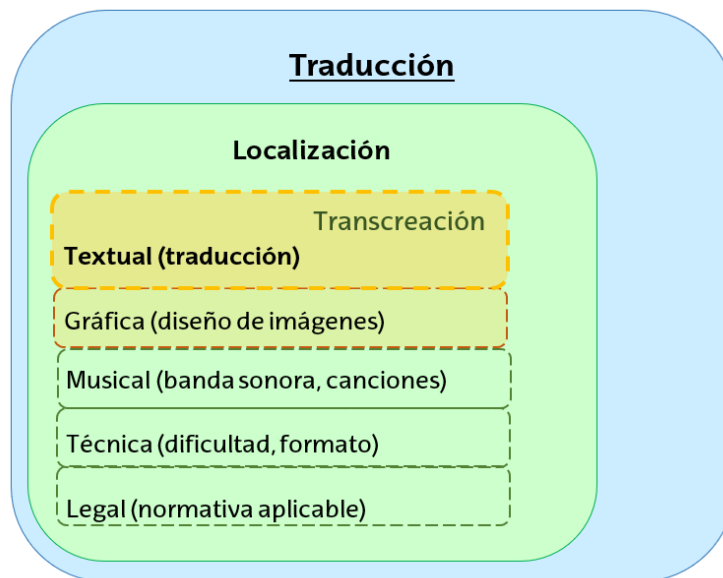 Traducción
Localización
Transcreación
Textual (traducción)
Gráfica (diseño de imágenes)
Musical (banda sonora, canciones)
Técnica (dificultad, formato)
Legal (normativa aplicable)